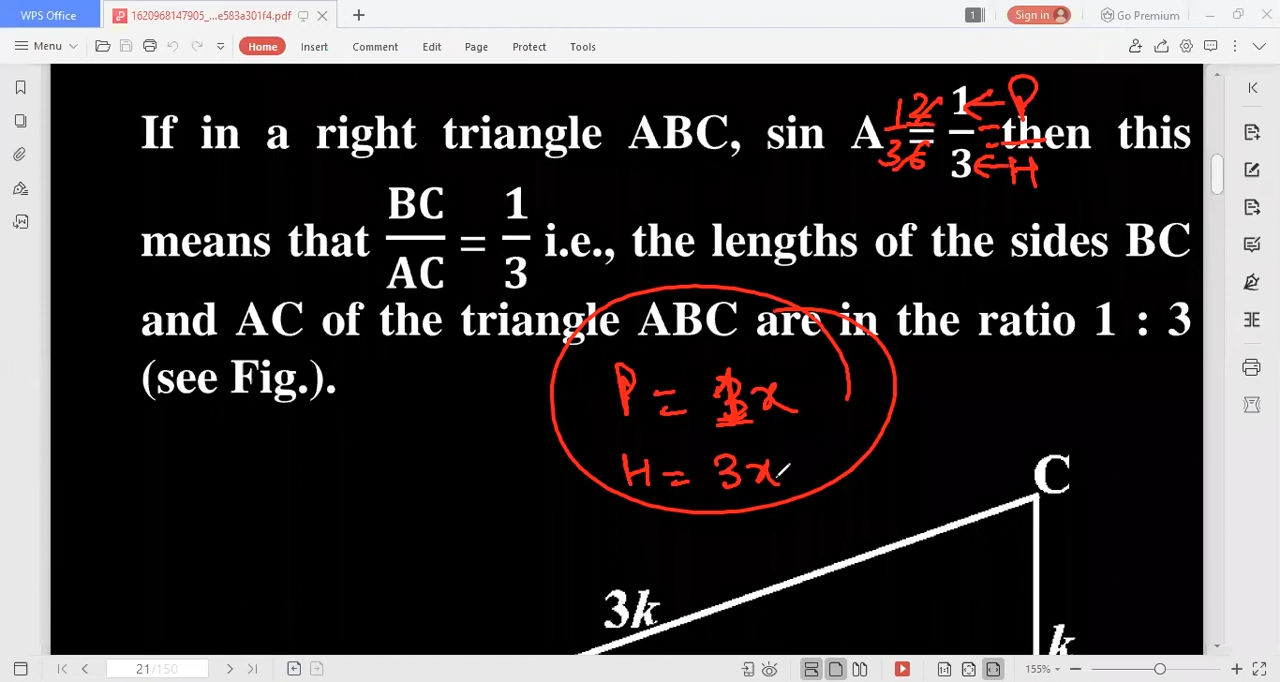 WPS Office
1620968147905_...e583a301f4.pdf
1
Sign in
Go Premium
Menu
Home
Insert
Comment
Edit
Page
Protect
Tools
If in a right triangle ABC, sin A = 1/3 then this
12/36
P
H
means that BC/AC = 1/3 i.e., the lengths of the sides BC
and AC of the triangle ABC are in the ratio 1 : 3
(see Fig.).
P = 1x
H = 3x
C
3k
k
21/150
155%